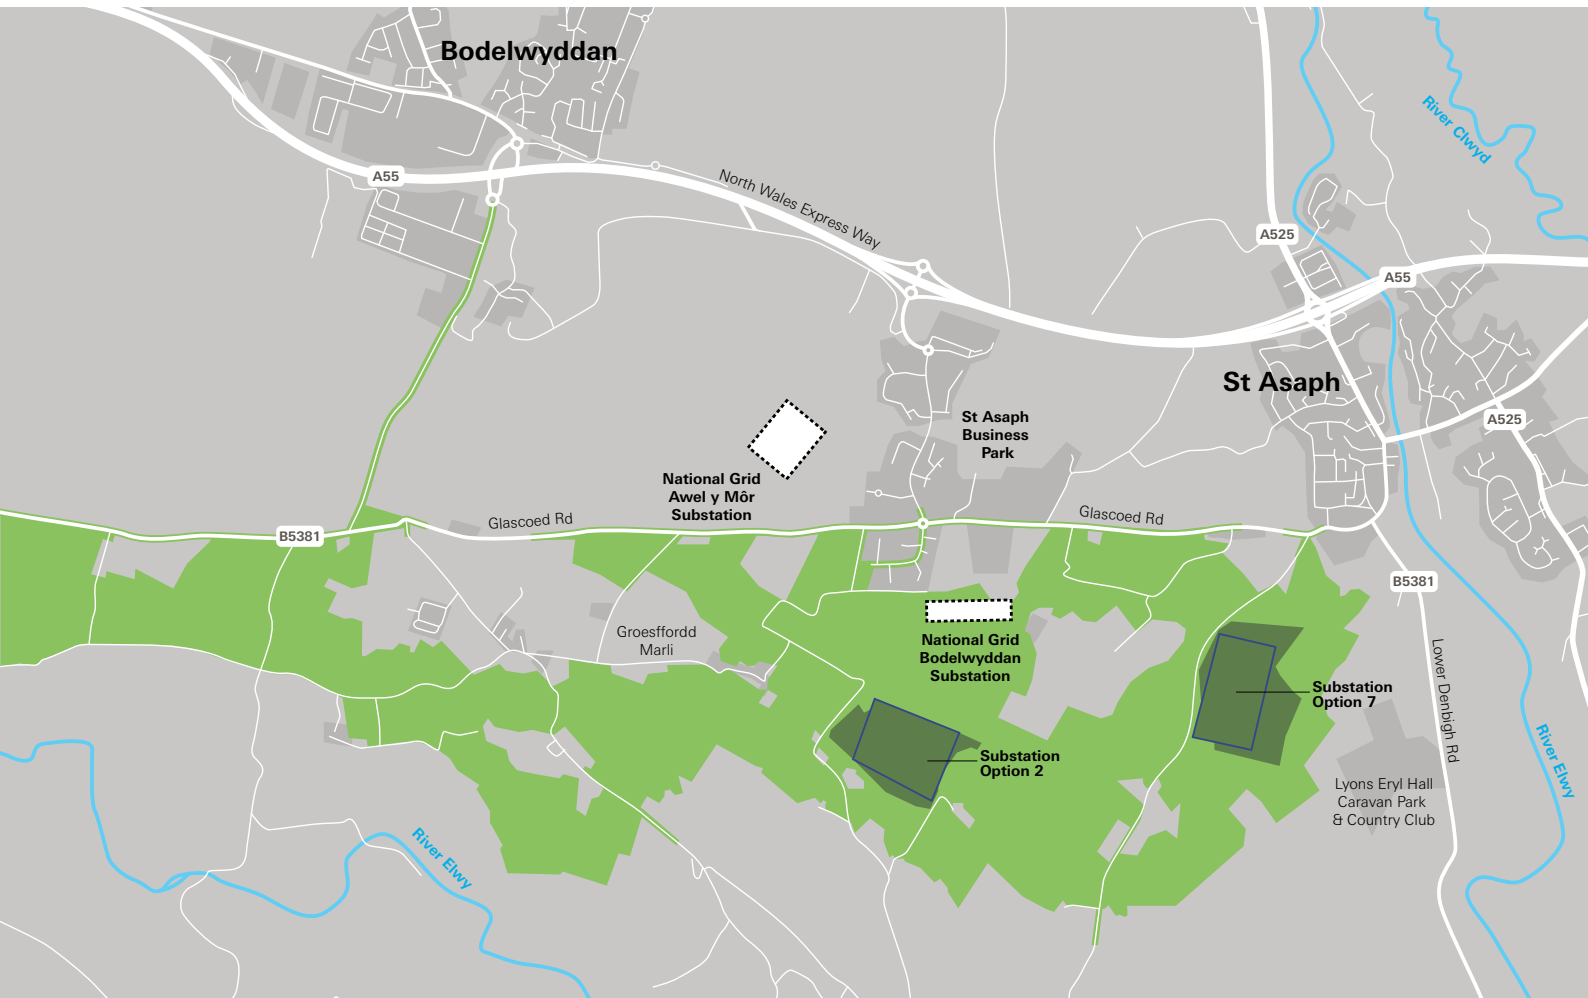 Bodelwyddan
River Clwyd
A55
North Wales Express Way
A525
A55
St Asaph
A525
St Asaph
Business
Park
National Grid
Awel y Môr
Substation
Glascoed Rd
Glascoed Rd
B5381
B5381
Groesffordd
Marli
National Grid
Bodelwyddan
Substation
Lower Denbigh Rd
Substation
Option 7
Substation
Option 2
River Elwy
Lyons Eryl Hall
Caravan Park
& Country Club
River Elwy